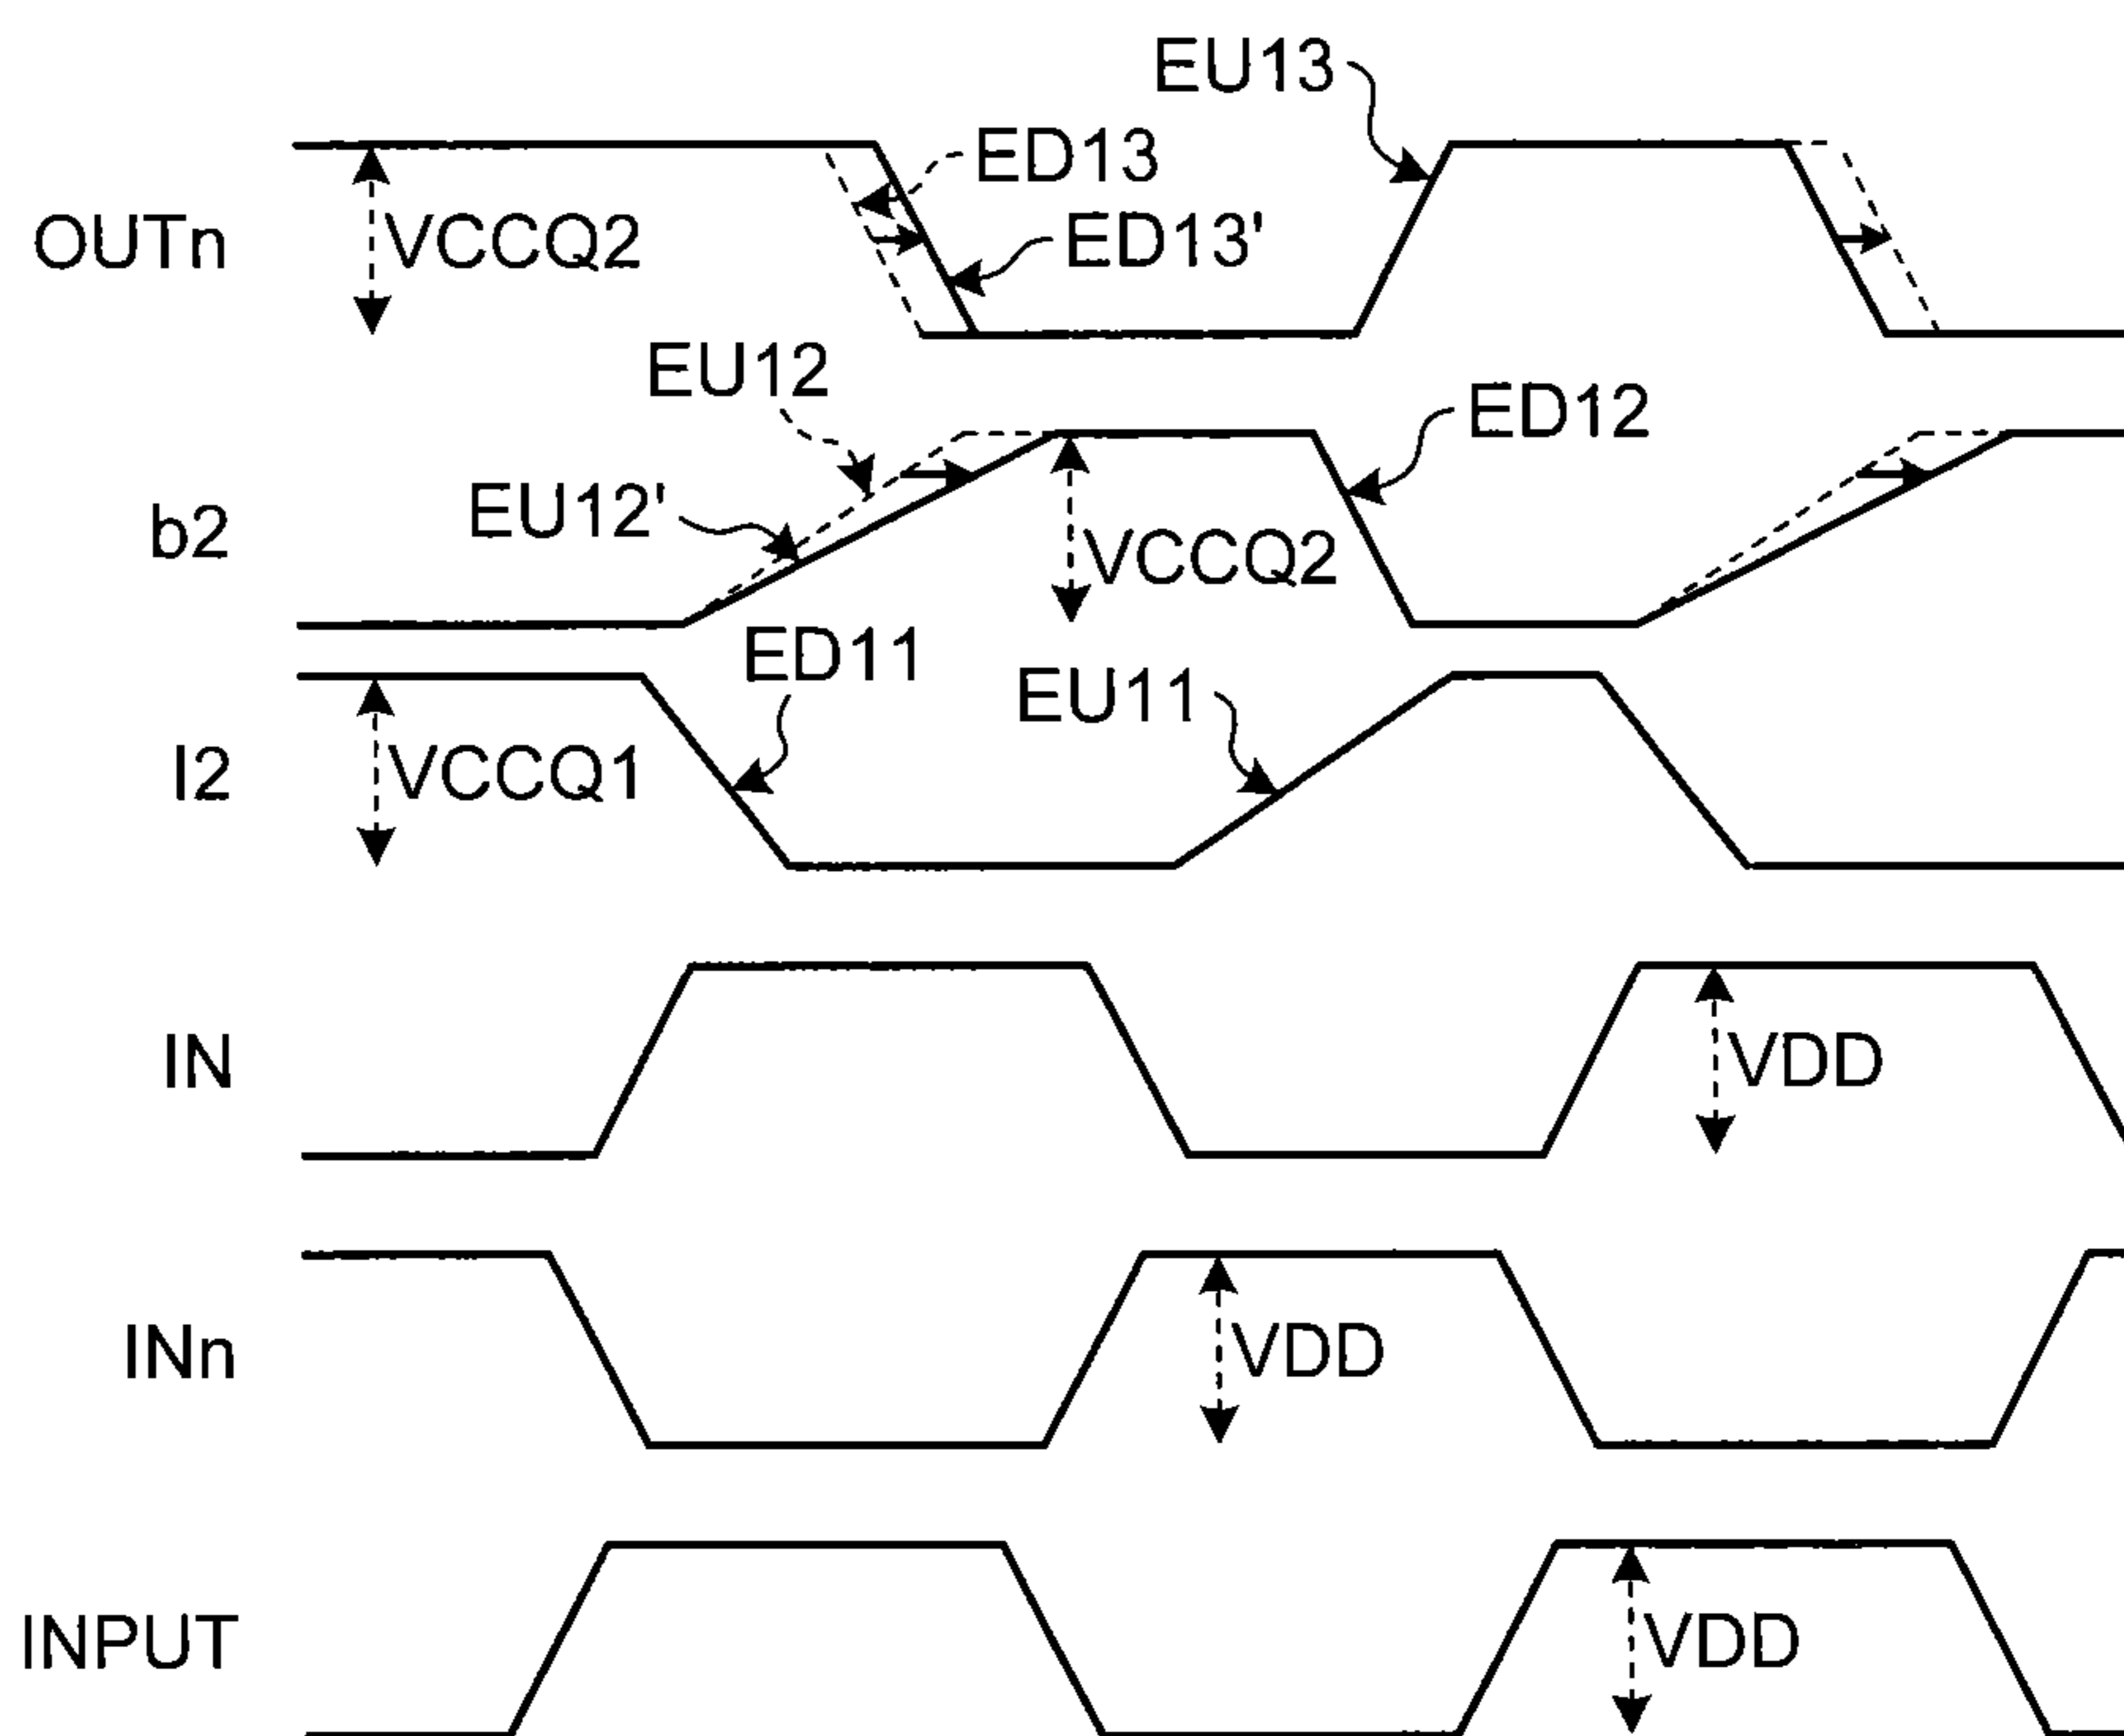 EU13
ED13
OUTn
VCCQ2
ED13'
EU12
ED12
EU12'
b2
VCCQ2
ED11
EU11
I2
VCCQ1
IN
VDD
INn
VDD
INPUT
VDD